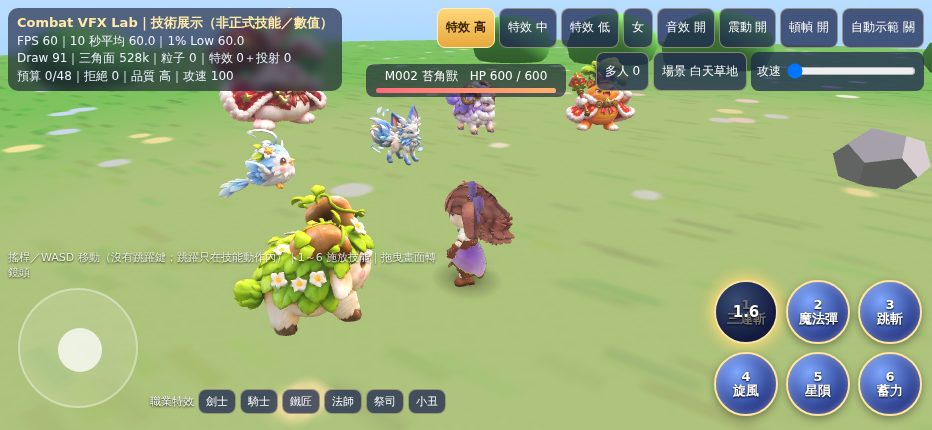 Combat VFX Lab｜技術展示（非正式技能／數值）
FPS 60｜10 秒平均 60.0｜1% Low 60.0
Draw 91｜三角面 528k｜粒子 0｜特效 0＋投射 0
預算 0/48｜拒絕 0｜品質 高｜攻速 100
特效 高
特效 中
特效 低
女
音效 開
震動 開
頓幀 開
自動示範 關
M002 苔角獸 HP 600 / 600
多人 0
場景 白天草地
攻速
搖桿／WASD 移動（沒有跳躍鍵；跳躍只在技能動作內）｜1–6 施放技能｜拖曳畫面轉
鏡頭
1
1.6
三連斬
2
魔法彈
3
跳斬
4
旋風
5
星隕
6
蓄力
職業特效
劍士
騎士
鐵匠
法師
祭司
小丑